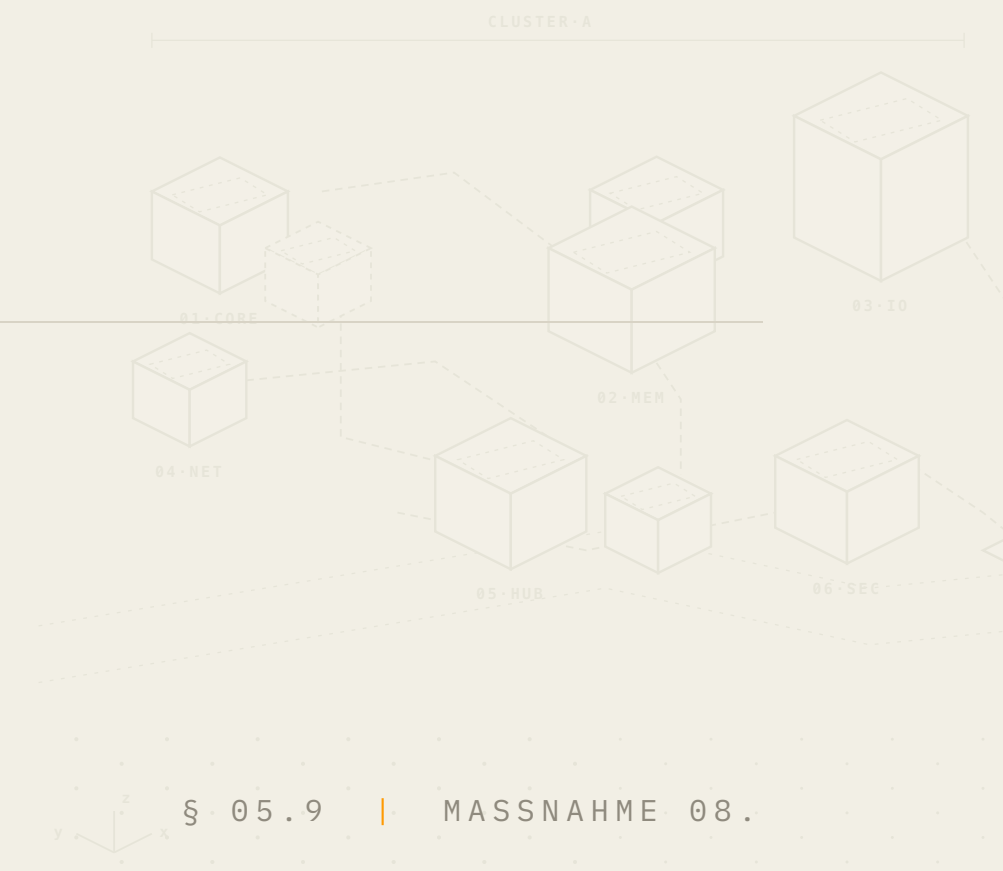 CLUSTER·A
03·IO
01·CORE
02·MEM
04·NET
05·HUB
06·SEC
z
y x
§ 05.9 | MASSNAHME 08.